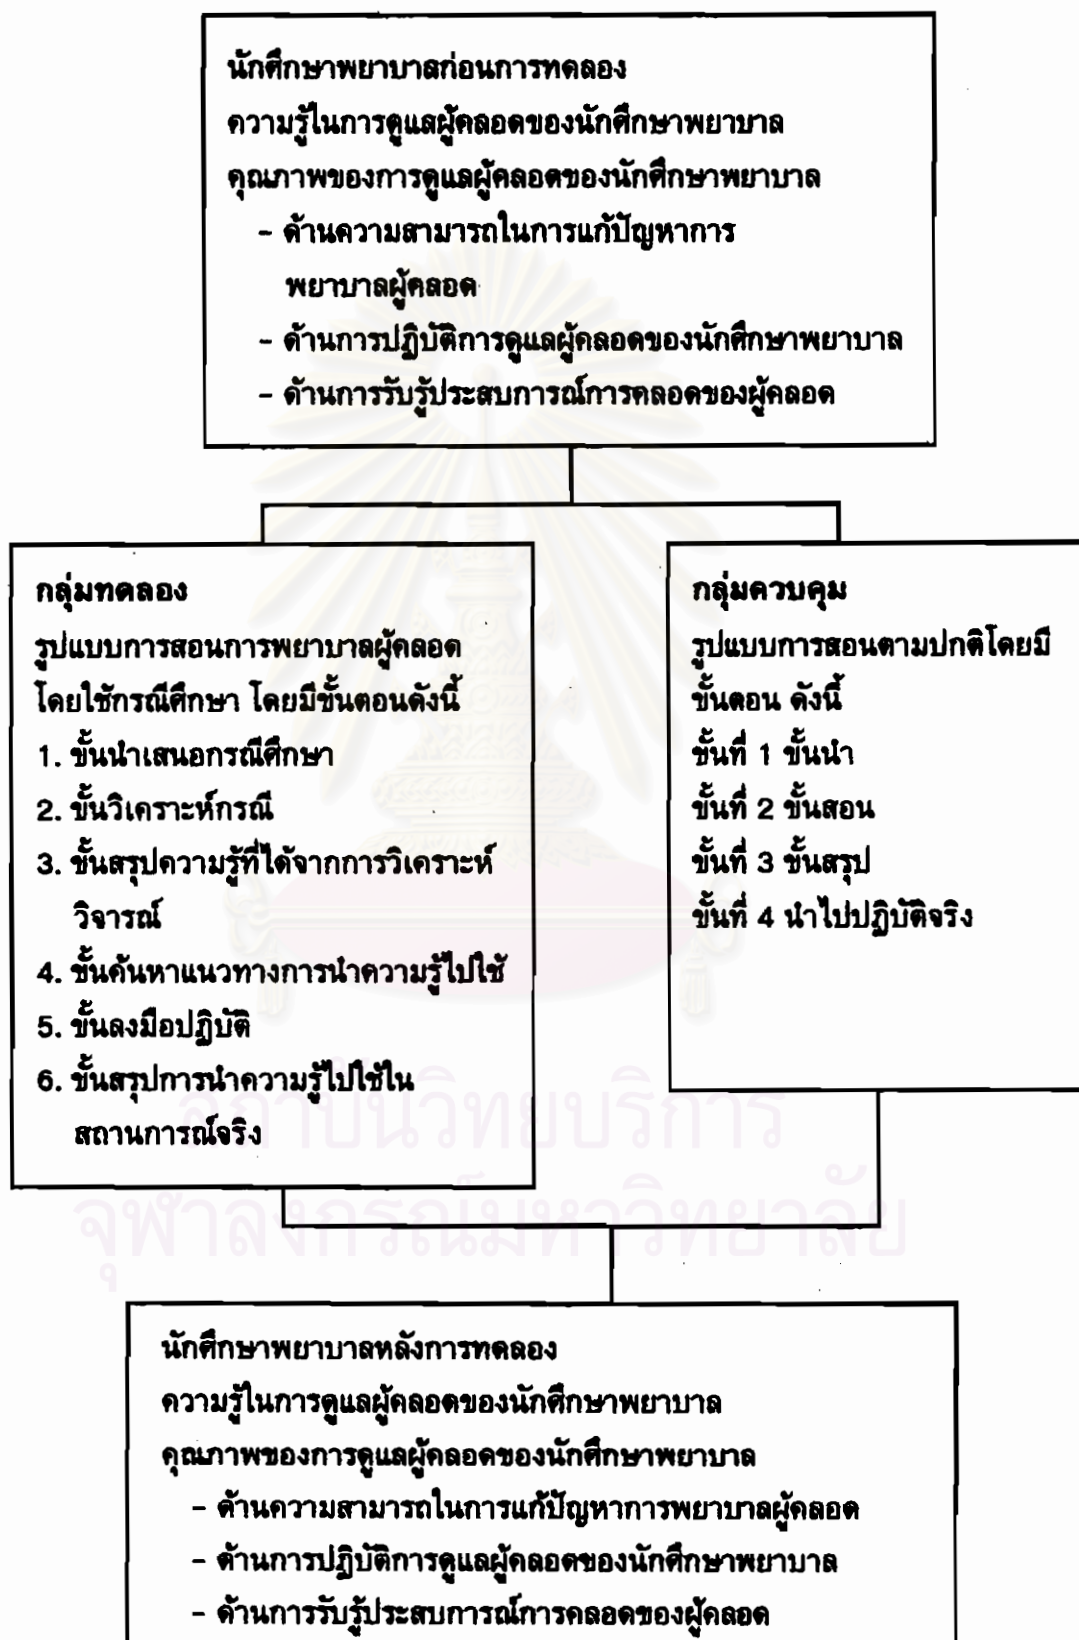 นักศึกษาพยาบาลก่อนการทดลอง
ความรู้ในการดูแลผู้คลอดของนักศึกษาพยาบาล
คุณภาพของการดูแลผู้คลอดของนักศึกษาพยาบาล
- ด้านความสามารถในการแก้ปัญหาการ
พยาบาลผู้คลอด
- ด้านการปฏิบัติการดูแลผู้คลอดของนักศึกษาพยาบาล
- ด้านการรับรู้ประสบการณ์การคลอดของผู้คลอด
กลุ่มทดลอง
รูปแบบการสอนการพยาบาลผู้คลอด
โดยใช้กรณีศึกษา โดยมีขั้นตอนดังนี้
1. ขั้นนำเสนอกรณีศึกษา
2. ขั้นวิเคราะห์กรณี
3. ขั้นสรุปความรู้ที่ได้จากการวิเคราะห์
วิจารณ์
4. ขั้นค้นหาแนวทางการนำความรู้ไปใช้
5. ขั้นลงมือปฏิบัติ
6. ขั้นสรุปการนำความรู้ไปใช้ใน
สถานการณ์จริง
กลุ่มควบคุม
รูปแบบการสอนตามปกติโดยมี
ขั้นตอน ดังนี้
ขั้นที่ 1 ขั้นนำ
ขั้นที่ 2 ขั้นสอน
ขั้นที่ 3 ขั้นสรุป
ขั้นที่ 4 นำไปปฏิบัติจริง
สถาบันวิทยบริการ
จุฬาลงกรณ์มหาวิทยาลัย
นักศึกษาพยาบาลหลังการทดลอง
ความรู้ในการดูแลผู้คลอดของนักศึกษาพยาบาล
คุณภาพของการดูแลผู้คลอดของนักศึกษาพยาบาล
- ด้านความสามารถในการแก้ปัญหาการพยาบาลผู้คลอด
- ด้านการปฏิบัติการดูแลผู้คลอดของนักศึกษาพยาบาล
- ด้านการรับรู้ประสบการณ์การคลอดของผู้คลอด